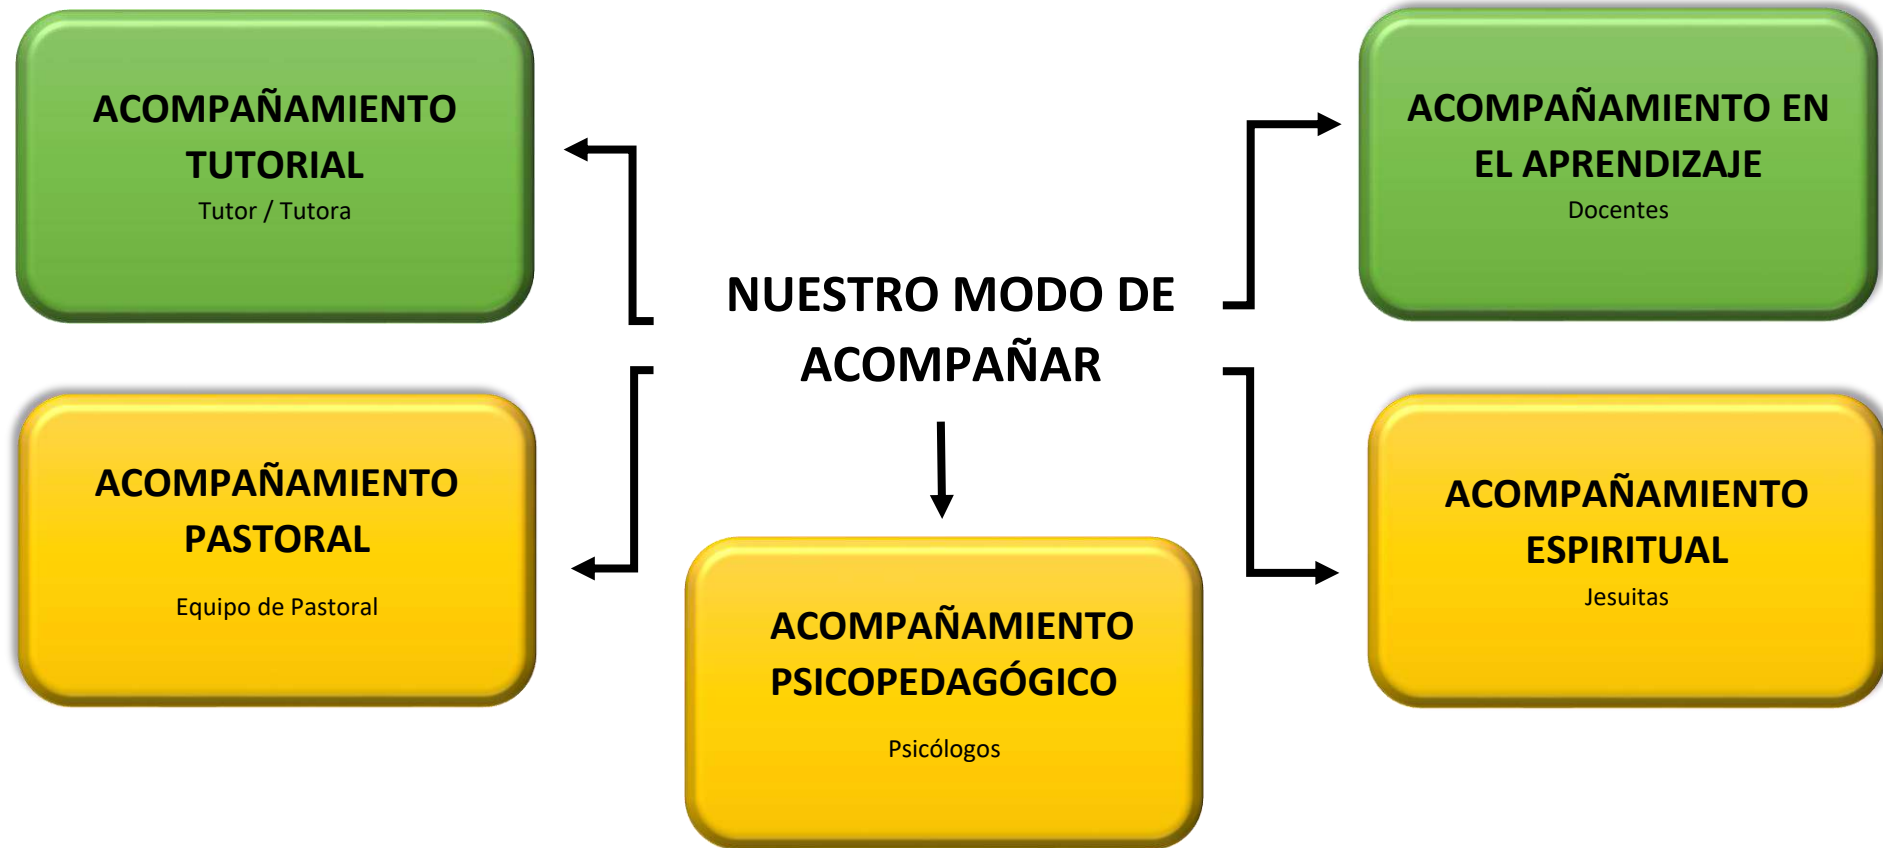 ACOMPAÑAMIENTO
TUTORIAL
Tutor / Tutora
ACOMPAÑAMIENTO EN
EL APRENDIZAJE
Docentes
NUESTRO MODO DE
ACOMPAÑAR
ACOMPAÑAMIENTO
PASTORAL
Equipo de Pastoral
ACOMPAÑAMIENTO
PSICOPEDAGÓGICO
Psicólogos
ACOMPAÑAMIENTO
ESPIRITUAL
Jesuitas